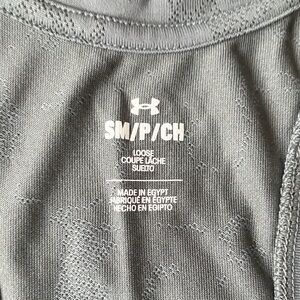 SM/P/CH
LOOSE
COUPE LÂCHE
SUELTO
MADE IN EGYPT
FABRIQUÉ EN ÉGYPTE
HECHO EN EGIPTO